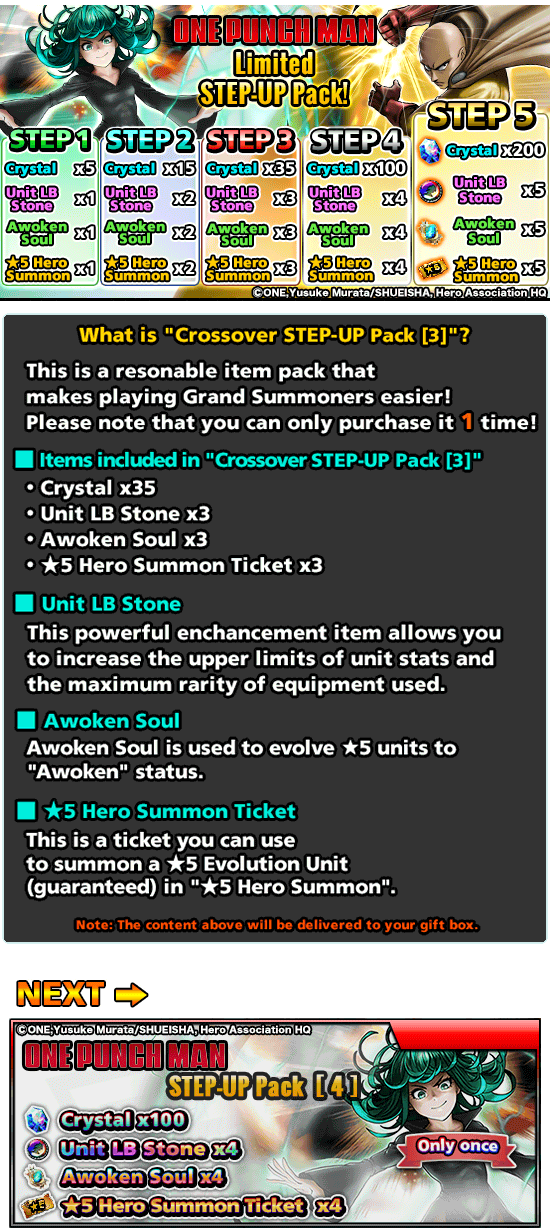 ONE PUNCH MAN
Limited
STEP-UP Pack!
STEP 1
Crystal x5
Unit LB Stone x1
Awoken Soul x1
★5 Hero Summon x1
STEP 2
Crystal x15
Unit LB Stone x2
Awoken Soul x2
★5 Hero Summon x2
STEP 3
Crystal x35
Unit LB Stone x3
Awoken Soul x3
★5 Hero Summon x3
STEP 4
Crystal x100
Unit LB Stone x4
Awoken Soul x4
★5 Hero Summon x4
STEP 5
Crystal x200
Unit LB Stone x5
Awoken Soul x5
★5 Hero Summon x5
©ONE,Yusuke Murata/SHUEISHA, Hero Association HQ
What is "Crossover STEP-UP Pack [3]"?
This is a resonable item pack that
makes playing Grand Summoners easier!
Please note that you can only purchase it 1 time!
■ Items included in "Crossover STEP-UP Pack [3]"
・Crystal x35
・Unit LB Stone x3
・Awoken Soul x3
・★5 Hero Summon Ticket x3
■ Unit LB Stone
This powerful enchancement item allows you
to increase the upper limits of unit stats and
the maximum rarity of equipment used.
■ Awoken Soul
Awoken Soul is used to evolve ★5 units to
"Awoken" status.
■ ★5 Hero Summon Ticket
This is a ticket you can use
to summon a ★5 Evolution Unit
(guaranteed) in "★5 Hero Summon".
Note: The content above will be delivered to your gift box.
NEXT ➡
©ONE,Yusuke Murata/SHUEISHA, Hero Association HQ
ONE PUNCH MAN
STEP-UP Pack [ 4 ]
Crystal x100
Unit LB Stone x4
Awoken Soul x4
★5 Hero Summon Ticket x4
Only once